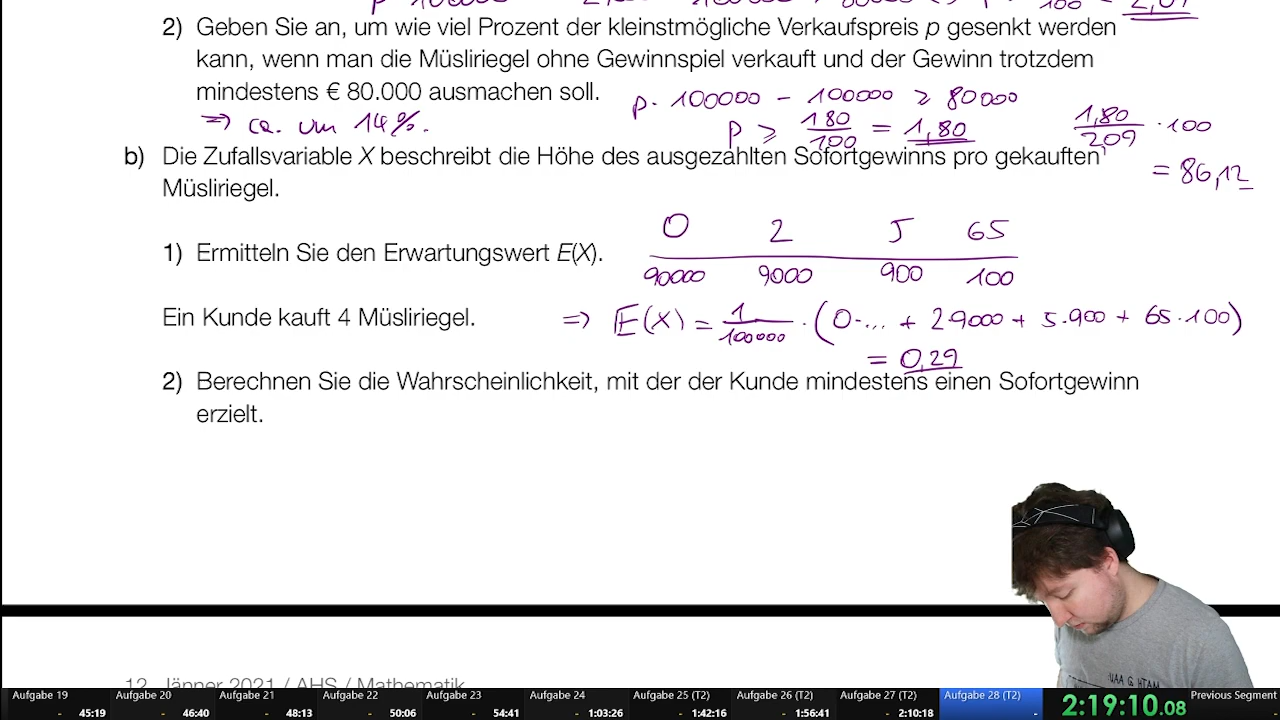 2) Geben Sie an, um wie viel Prozent der kleinstmögliche Verkaufspreis p gesenkt werden
kann, wenn man die Müsliriegel ohne Gewinnspiel verkauft und der Gewinn trotzdem
mindestens € 80.000 ausmachen soll.
p · 100000 - 100000 ≥ 80000
⇒ ca. um 14%.
p ≥ 180/100 = 1,80
1,80/209 · 100
= 86,12
b) Die Zufallsvariable X beschreibt die Höhe des ausgezahlten Sofortgewinns pro gekauften
Müsliriegel.
0 2 5 65
90000 9000 900 100
1) Ermitteln Sie den Erwartungswert E(X).
Ein Kunde kauft 4 Müsliriegel.
⇒ E(X) = 1/100000 · (0·... + 2·9000 + 5·900 + 65·100)
= 0,29
2) Berechnen Sie die Wahrscheinlichkeit, mit der der Kunde mindestens einen Sofortgewinn
erzielt.
12 Jänner 2021 / AHS / Mathematik
Aufgabe 19 Aufgabe 20 Aufgabe 21 Aufgabe 22 Aufgabe 23 Aufgabe 24 Aufgabe 25 (T2) Aufgabe 26 (T2) Aufgabe 27 (T2) Aufgabe 28 (T2) 2:19:10.08 Previous Segment
- 45:19 - 46:40 - 48:13 - 50:06 - 54:41 - 1:03:26 - 1:42:16 - 1:56:41 - 2:10:18 - -